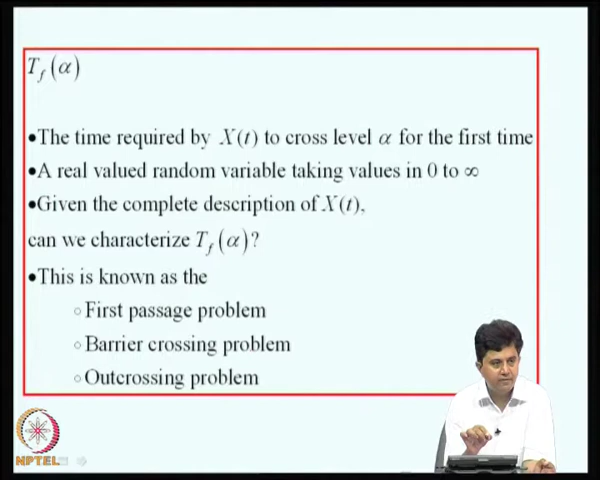 T_f(α)
•The time required by X(t) to cross level α for the first time
•A real valued random variable taking values in 0 to ∞
•Given the complete description of X(t),
can we characterize T_f(α)?
•This is known as the
○ First passage problem
○ Barrier crossing problem
○ Outcrossing problem
NPTEL